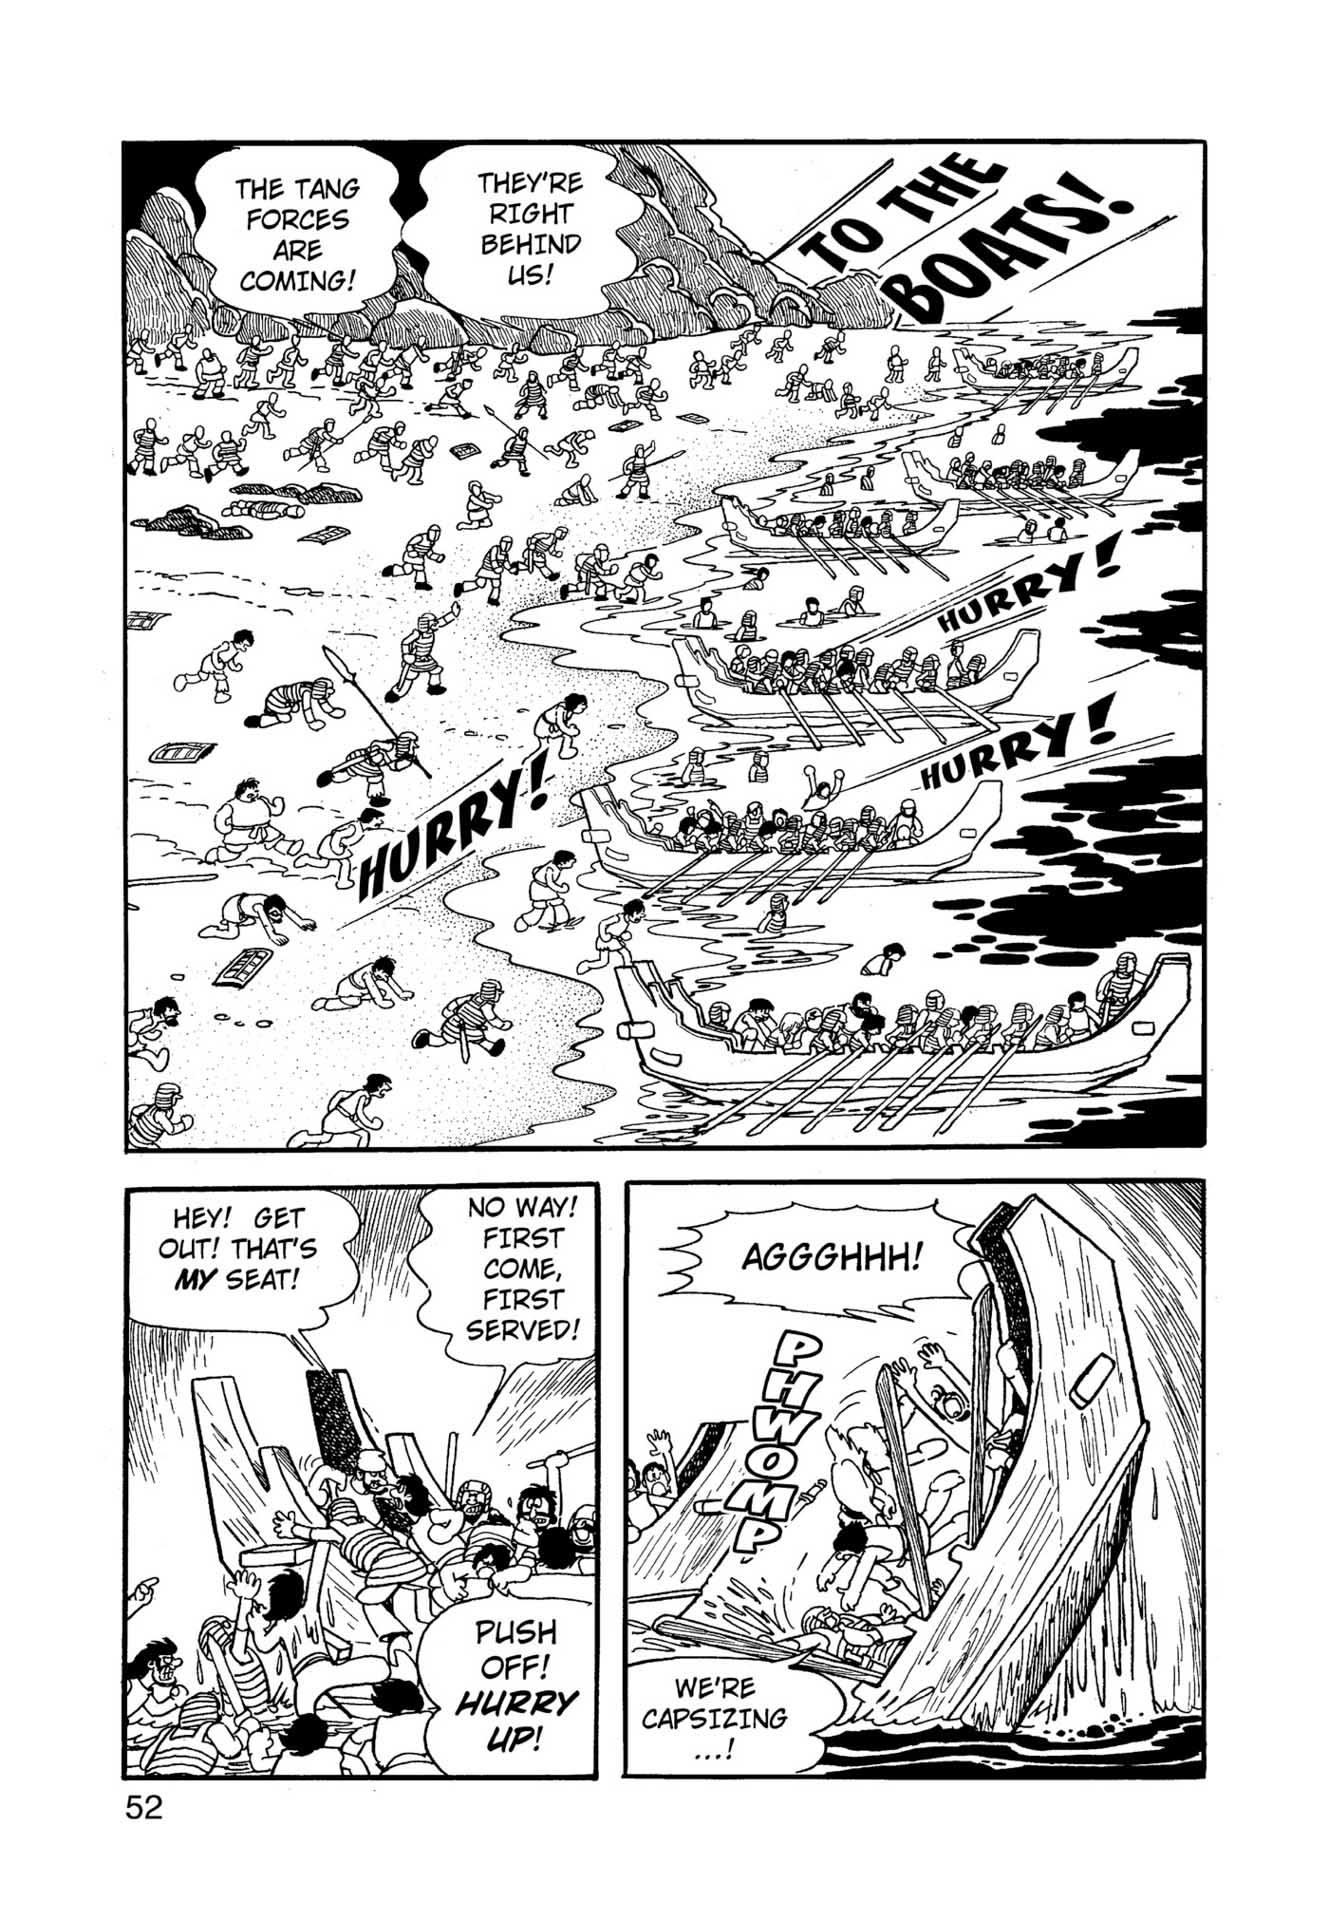 THE TANG
FORCES
ARE
COMING!
THEY'RE
RIGHT
BEHIND
US!
TO THE
BOATS!
HURRY!
HURRY!
HURRY!
HEY! GET
OUT! THAT'S
MY SEAT!
NO WAY!
FIRST
COME,
FIRST
SERVED!
PUSH
OFF!
HURRY
UP!
AGGGHHH!
PHWOMP
WE'RE
CAPSIZING
...!
52